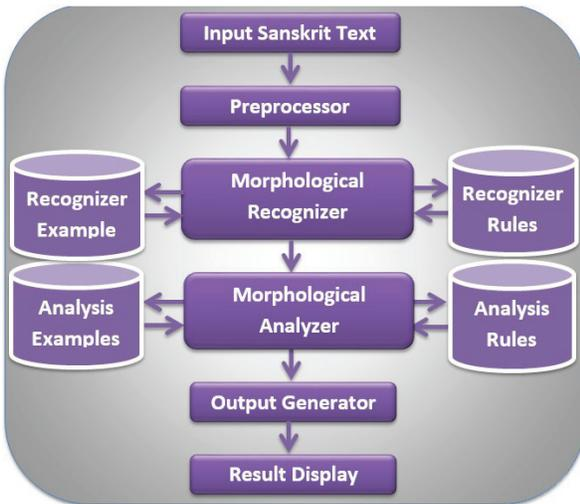 Input Sanskrit Text
Preprocessor
Recognizer
Example
Morphological
Recognizer
Recognizer
Rules
Analysis
Examples
Morphological
Analyzer
Analysis
Rules
Output Generator
Result Display